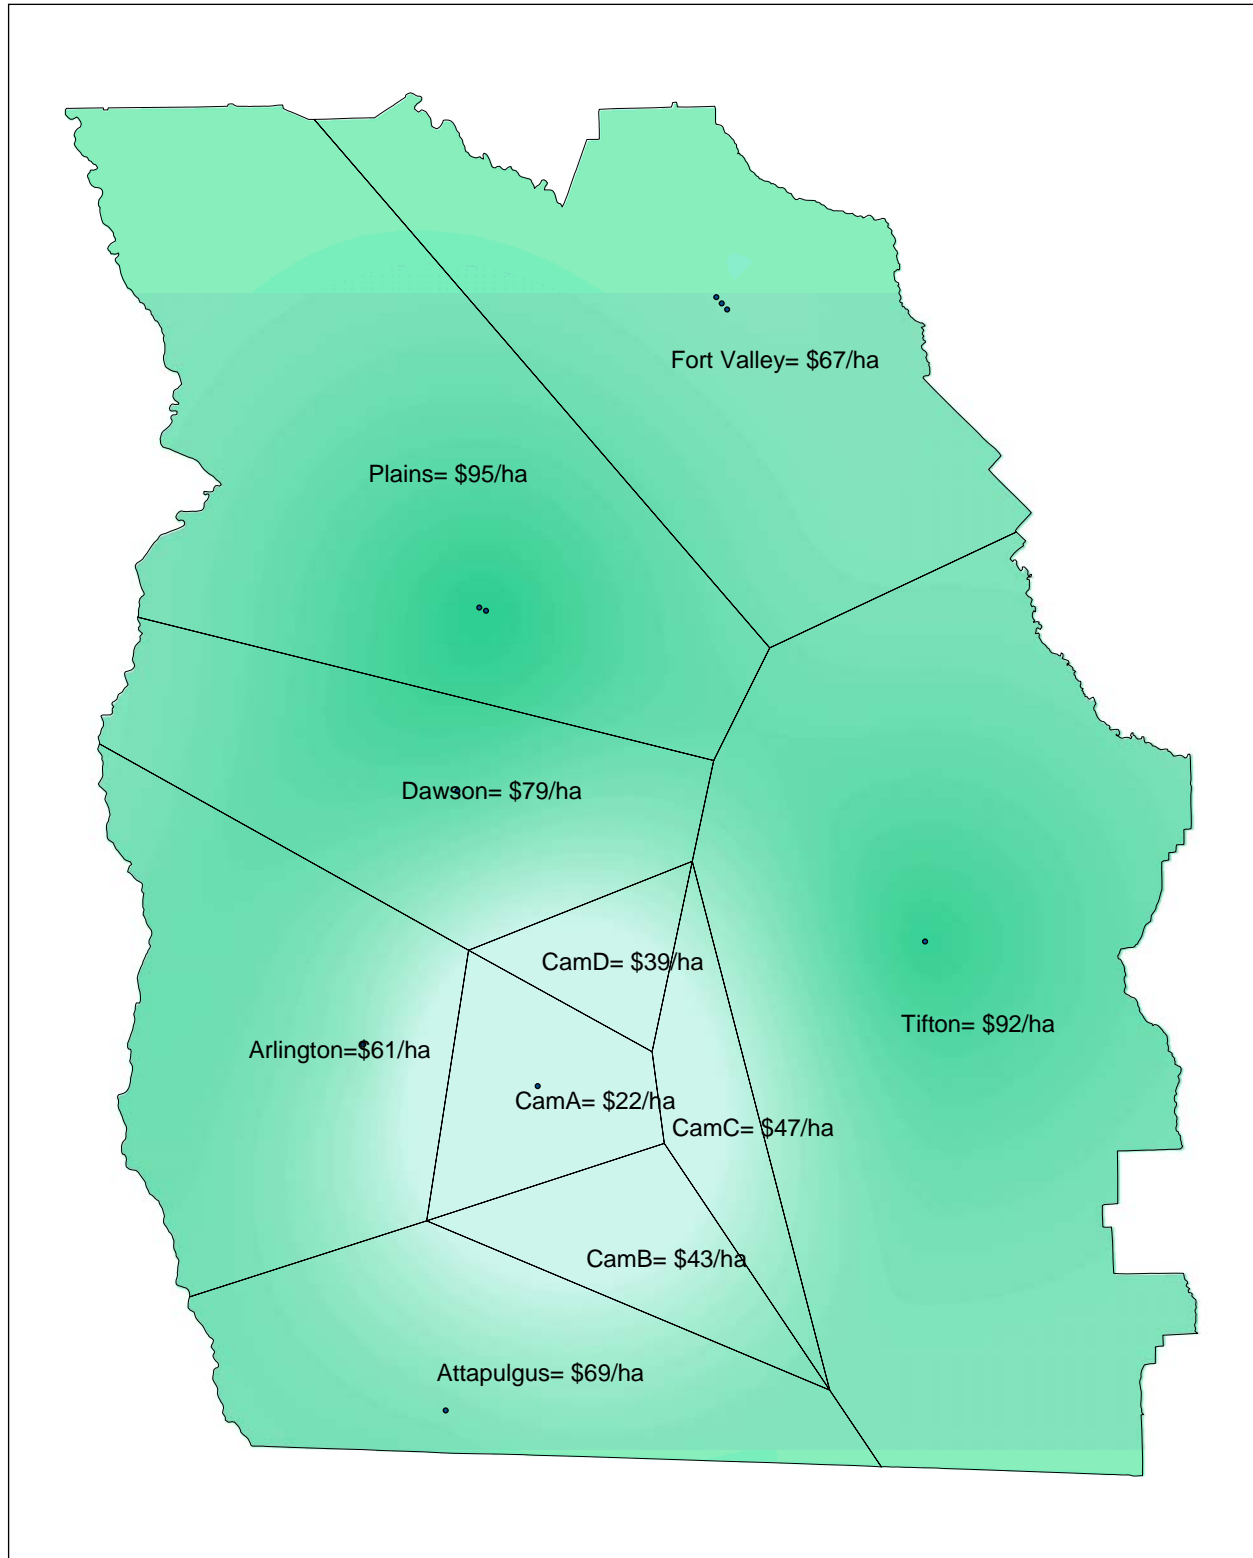 Fort Valley= $67/ha
Plains= $95/ha
Dawson= $79/ha
CamD= $39/ha
Tifton= $92/ha
Arlington=$61/ha
CamA= $22/ha
CamC= $47/ha
CamB= $43/ha
Attapulgus= $69/ha